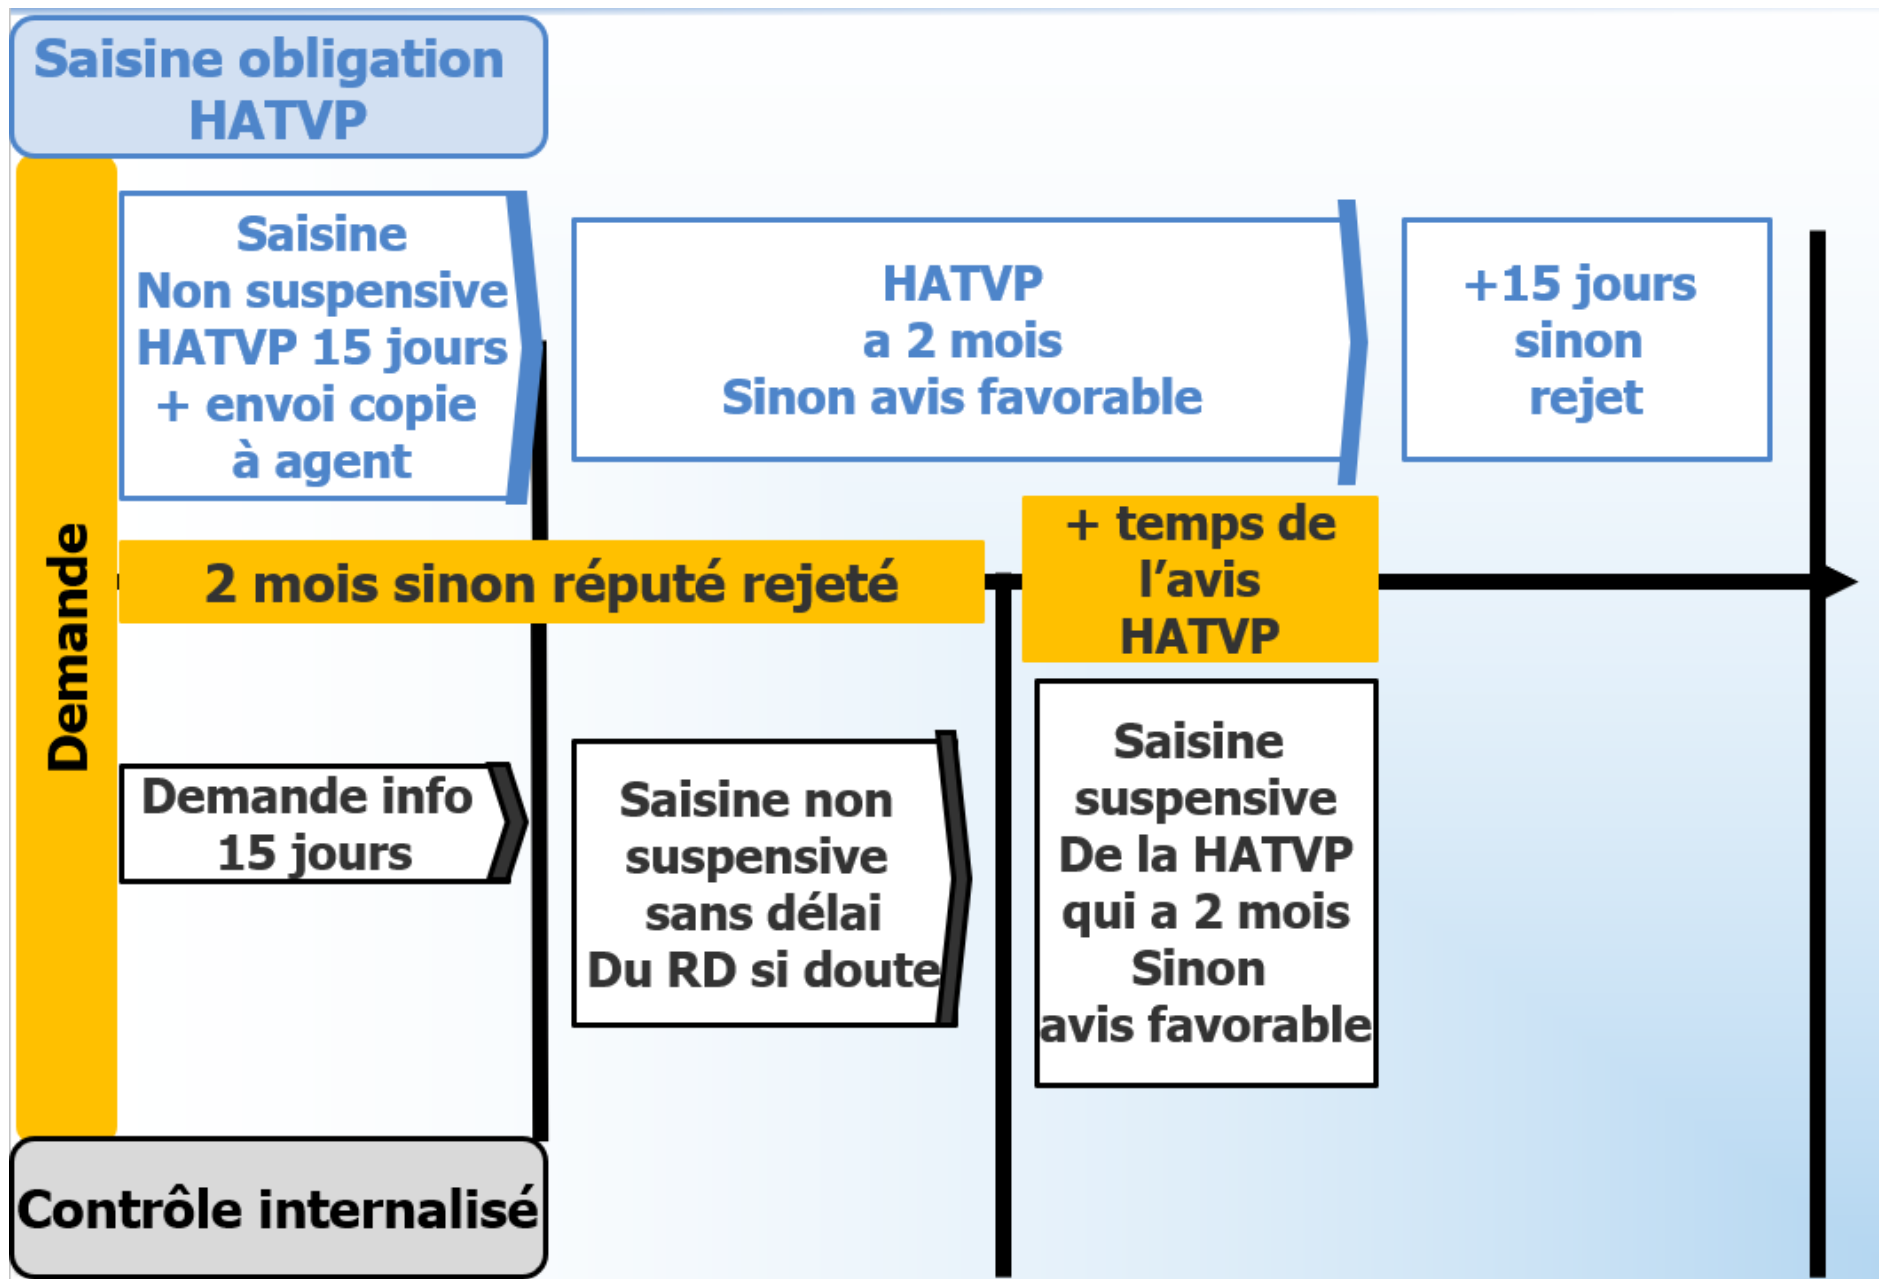 Saisine obligation
HATVP
Demande
Saisine
Non suspensive
HATVP 15 jours
+ envoi copie
à agent
HATVP
a 2 mois
Sinon avis favorable
+15 jours
sinon
rejet
2 mois sinon réputé rejeté
+ temps de
l’avis
HATVP
Demande info
15 jours
Saisine non
suspensive
sans délai
Du RD si doute
Saisine
suspensive
De la HATVP
qui a 2 mois
Sinon
avis favorable
Contrôle internalisé